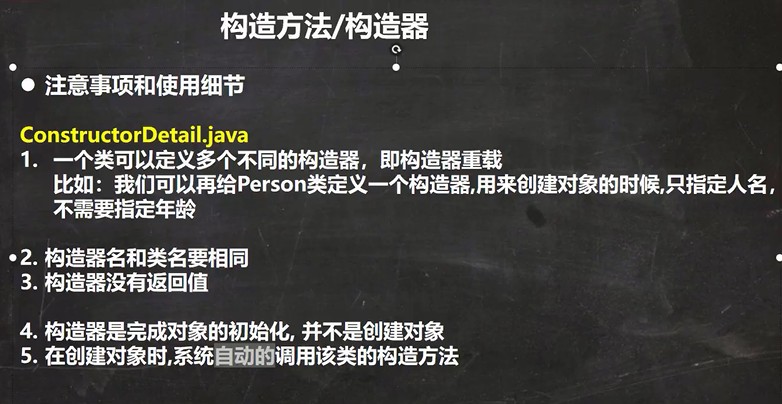 构造方法/构造器
● 注意事项和使用细节
ConstructorDetail.java
1. 一个类可以定义多个不同的构造器，即构造器重载
比如：我们可以再给Person类定义一个构造器,用来创建对象的时候,只指定人名，
不需要指定年龄
2. 构造器名和类名要相同
3. 构造器没有返回值
4. 构造器是完成对象的初始化, 并不是创建对象
5. 在创建对象时,系统自动的调用该类的构造方法